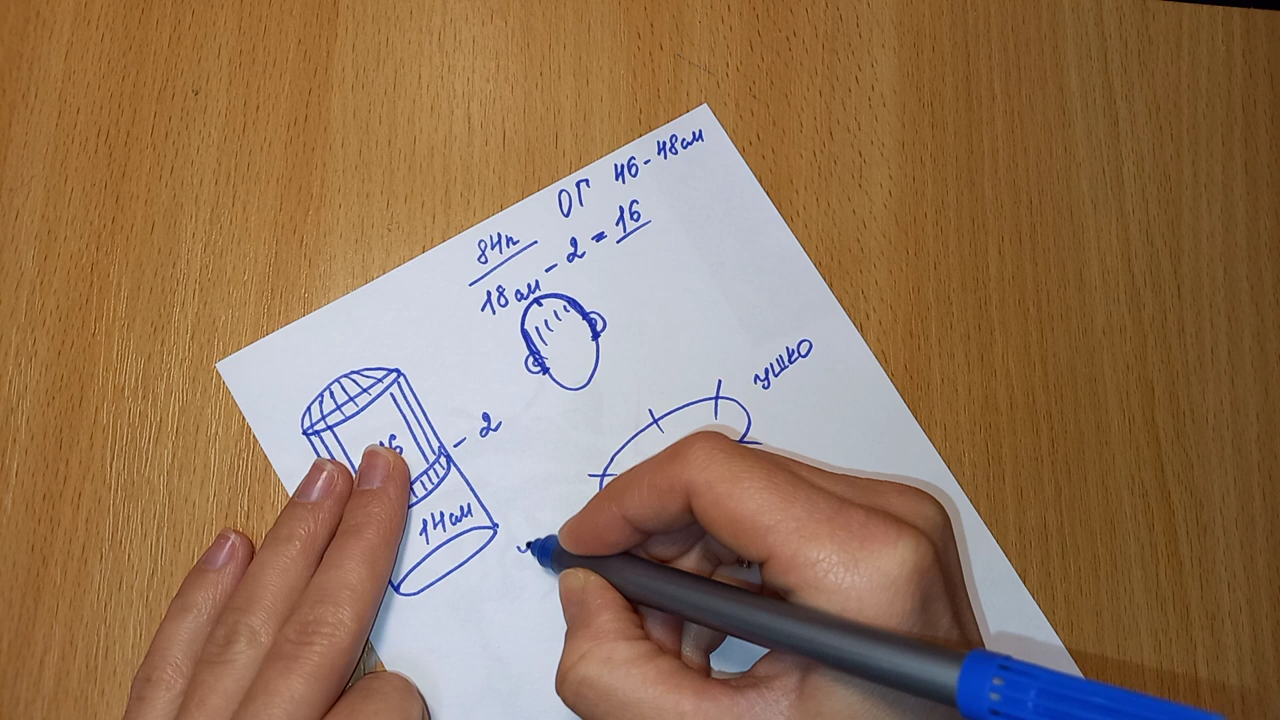 ОГ 46-48см
84п
18см - 2 = 16
ушко
16
- 2
14см